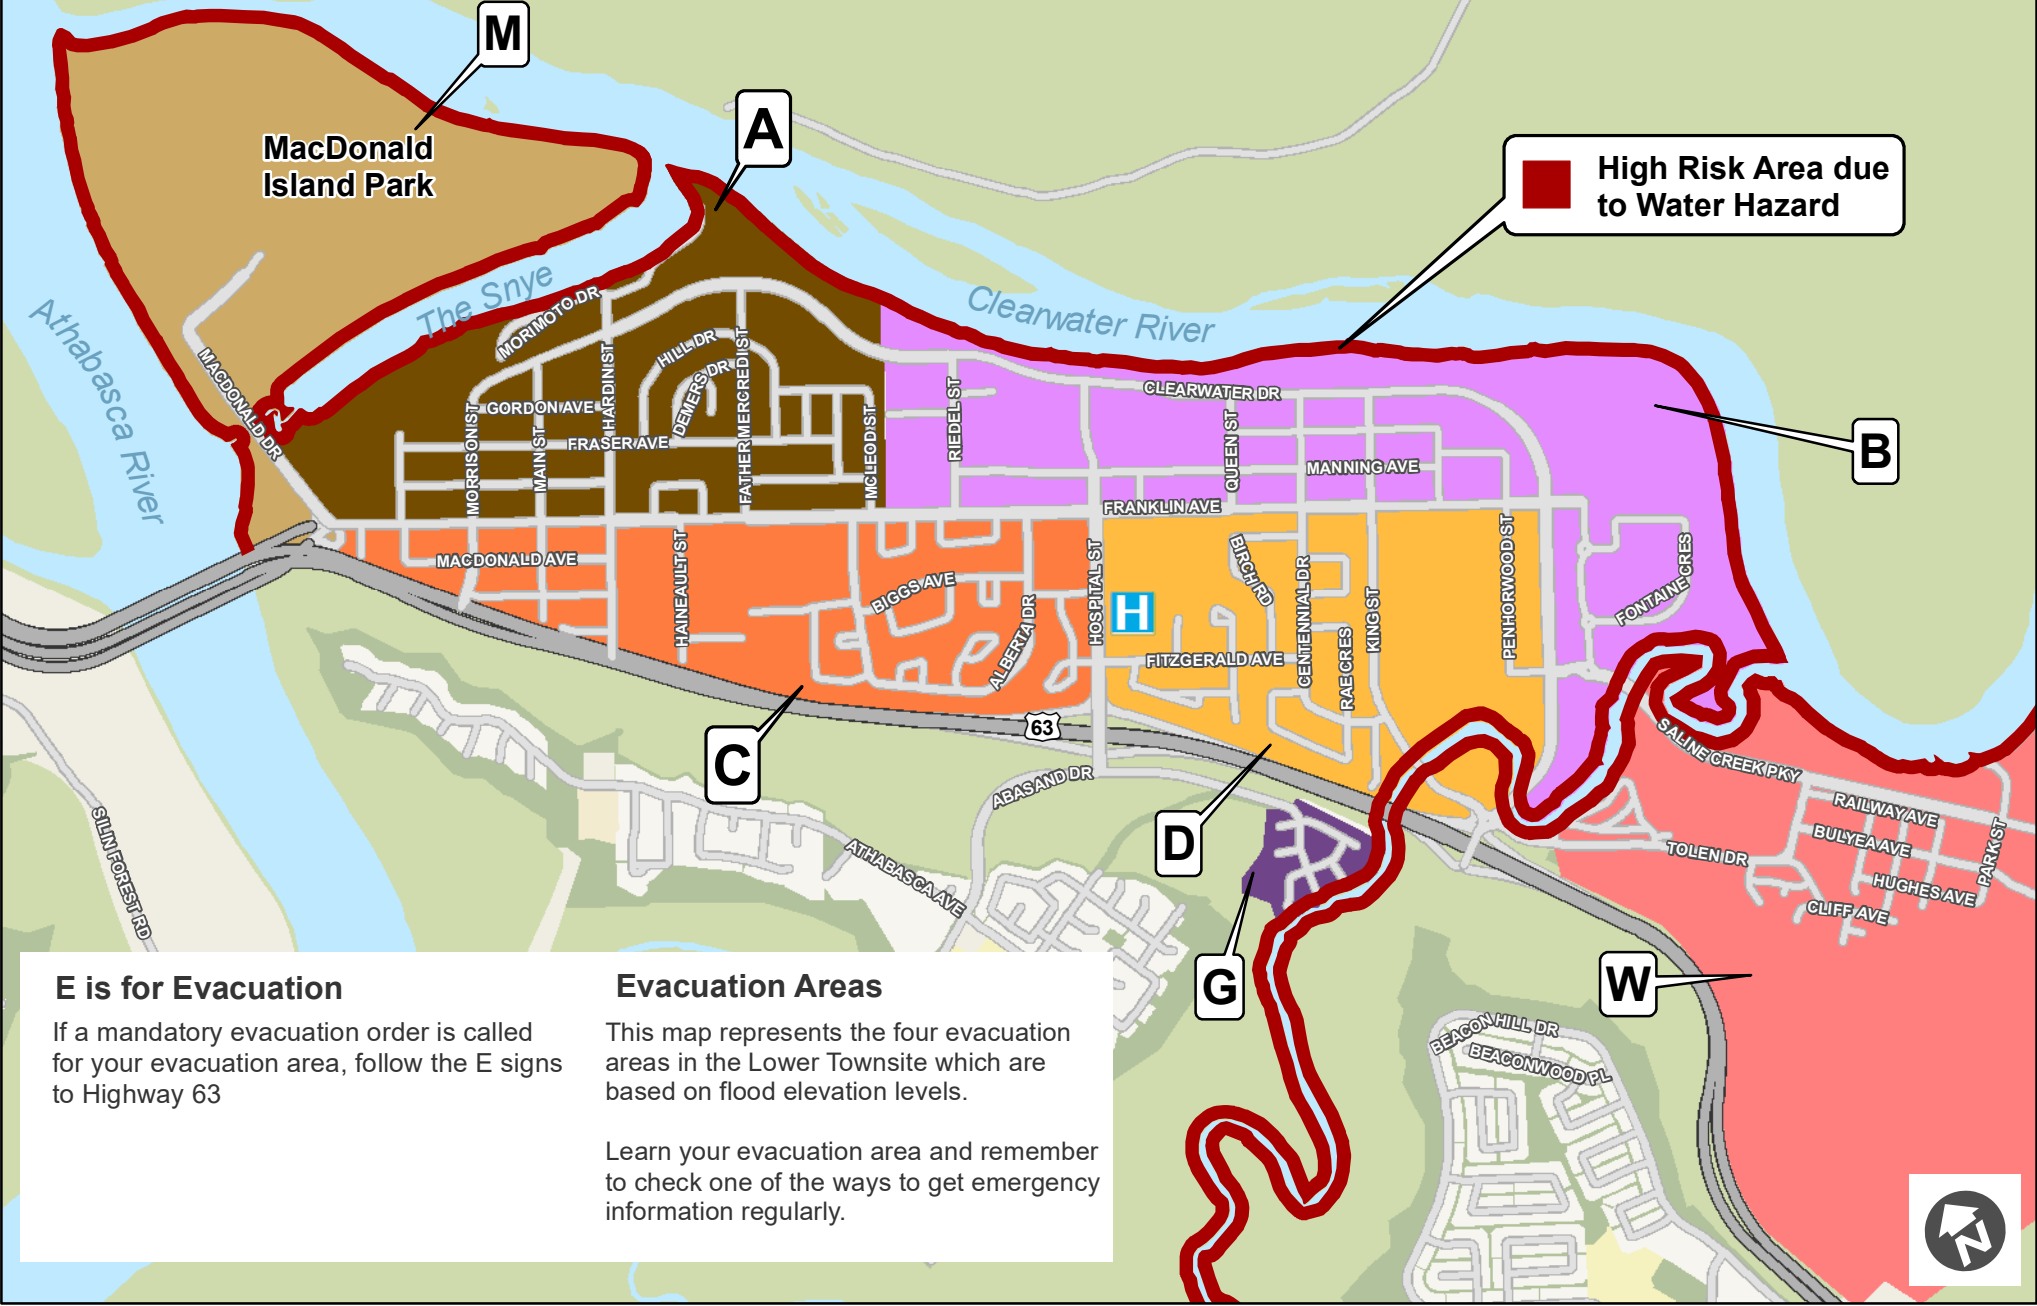 M
A
MacDonald
Island Park
High Risk Area due
to Water Hazard
The Snye
Clearwater River
Athabasca River
MORIMOTO DR
HILL DR
DEMERS DR
MACDONALD DR
GORDON AVE
HARDIN ST
FATHER MERCREDI ST
FRASER AVE
MORRISON ST
MAIN ST
MCLEOD ST
RIEDEL ST
CLEARWATER DR
QUEEN ST
MANNING AVE
FRANKLIN AVE
B
MACDONALD AVE
HAINEAULT ST
BIGGS AVE
ALBERTA DR
HOSPITAL ST
H
BIRCH RD
CENTENNIAL DR
KING ST
PENHORWOOD ST
FONTAINE CRES
FITZGERALD AVE
RAE CRES
63
C
ABASAND DR
D
SALINE CREEK PKY
RAILWAY AVE
BULYEA AVE
PARK ST
TOLEN DR
HUGHES AVE
CLIFF AVE
SILIN FOREST RD
ATHABASCA AVE
G
W
BEACON HILL DR
BEACONWOOD PL
E is for Evacuation
If a mandatory evacuation order is called
for your evacuation area, follow the E signs
to Highway 63
Evacuation Areas
This map represents the four evacuation
areas in the Lower Townsite which are
based on flood elevation levels.
Learn your evacuation area and remember
to check one of the ways to get emergency
information regularly.
N